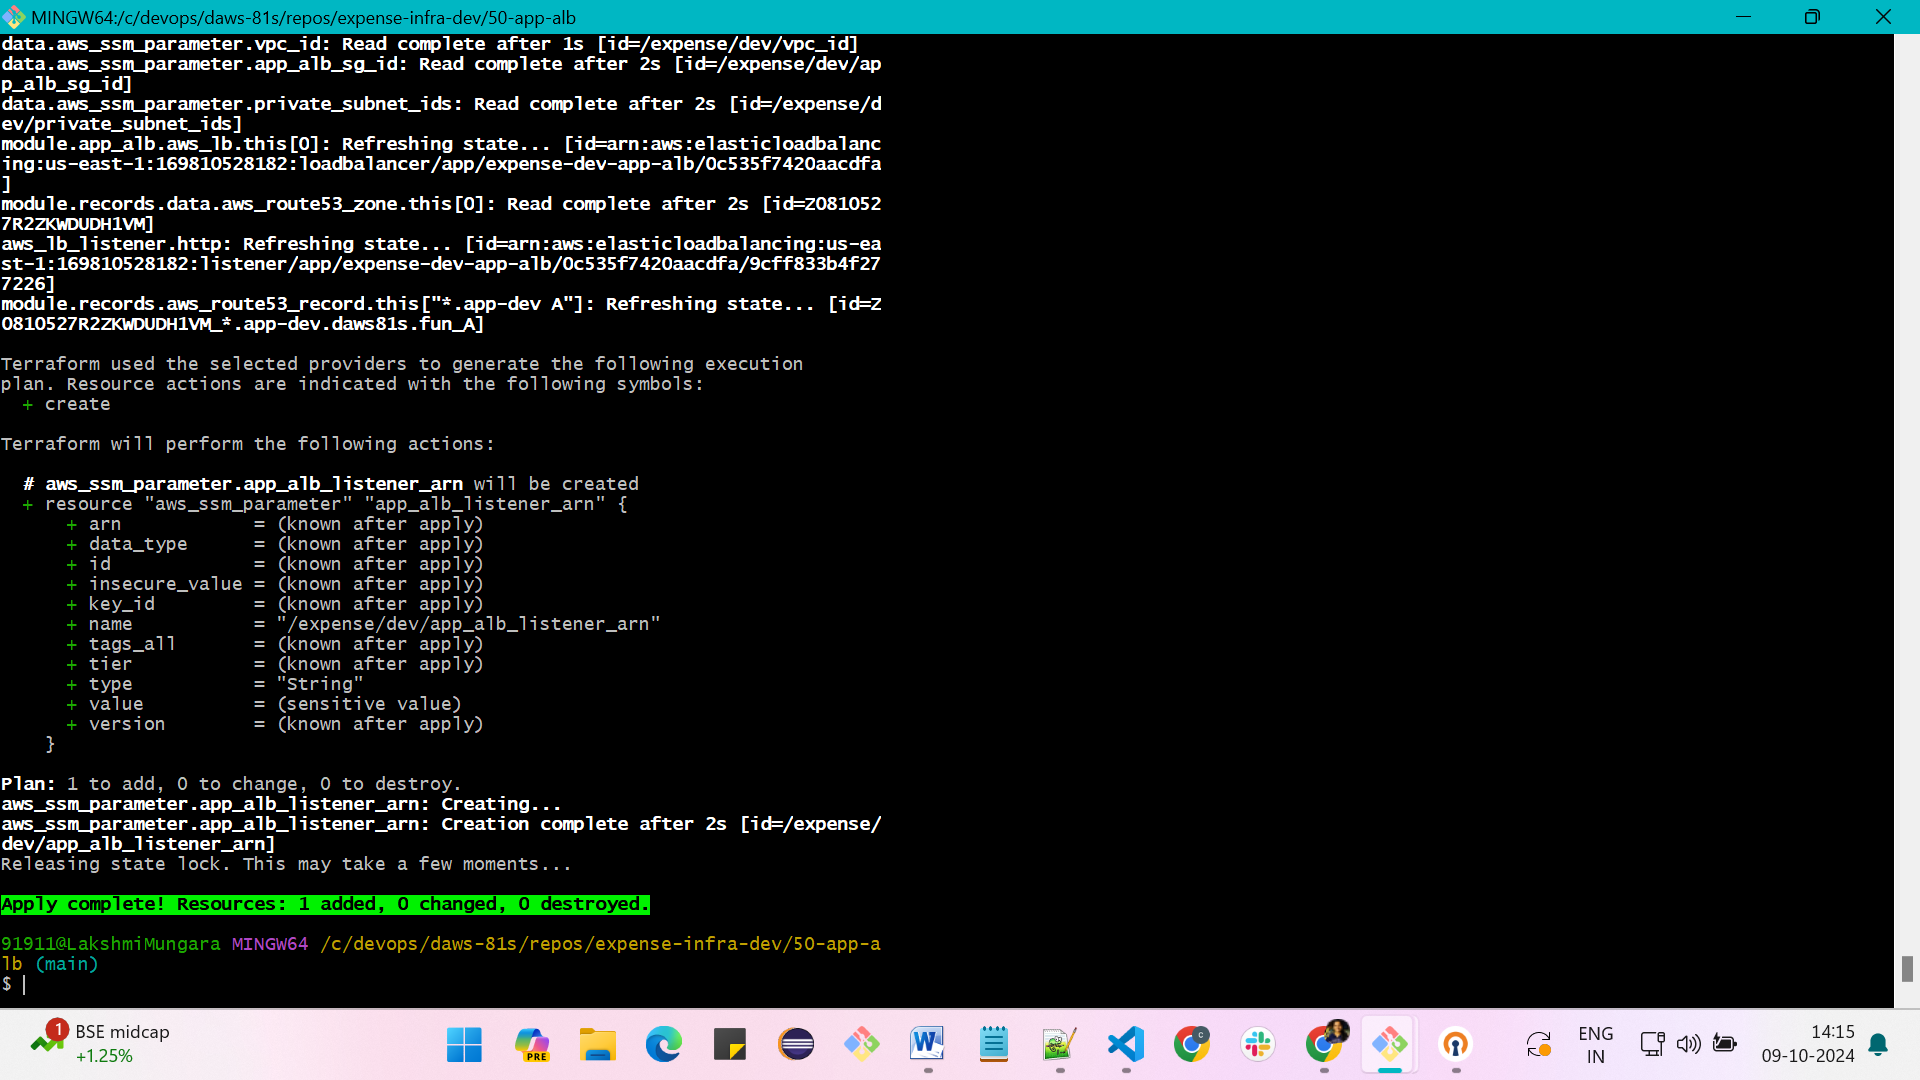 MINGW64:/c/devops/daws-81s/repos/expense-infra-dev/50-app-alb
data.aws_ssm_parameter.vpc_id: Read complete after 1s [id=/expense/dev/vpc_id]
data.aws_ssm_parameter.app_alb_sg_id: Read complete after 2s [id=/expense/dev/ap
p_alb_sg_id]
data.aws_ssm_parameter.private_subnet_ids: Read complete after 2s [id=/expense/d
ev/private_subnet_ids]
module.app_alb.aws_lb.this[0]: Refreshing state... [id=arn:aws:elasticloadbalanc
ing:us-east-1:169810528182:loadbalancer/app/expense-dev-app-alb/0c535f7420aacdfa
]
module.records.data.aws_route53_zone.this[0]: Read complete after 2s [id=Z081052
7R2ZKWDUDH1VM]
aws_lb_listener.http: Refreshing state... [id=arn:aws:elasticloadbalancing:us-ea
st-1:169810528182:listener/app/expense-dev-app-alb/0c535f7420aacdfa/9cff833b4f27
7226]
module.records.aws_route53_record.this["*.app-dev A"]: Refreshing state... [id=Z
0810527R2ZKWDUDH1VM_*.app-dev.daws81s.fun_A]
Terraform used the selected providers to generate the following execution
plan. Resource actions are indicated with the following symbols:
+ create
Terraform will perform the following actions:
# aws_ssm_parameter.app_alb_listener_arn will be created
+ resource "aws_ssm_parameter" "app_alb_listener_arn" {
+ arn = (known after apply)
+ data_type = (known after apply)
+ id = (known after apply)
+ insecure_value = (known after apply)
+ key_id = (known after apply)
+ name = "/expense/dev/app_alb_listener_arn"
+ tags_all = (known after apply)
+ tier = (known after apply)
+ type = "String"
+ value = (sensitive value)
+ version = (known after apply)
}
Plan: 1 to add, 0 to change, 0 to destroy.
aws_ssm_parameter.app_alb_listener_arn: Creating...
aws_ssm_parameter.app_alb_listener_arn: Creation complete after 2s [id=/expense/
dev/app_alb_listener_arn]
Releasing state lock. This may take a few moments...
Apply complete! Resources: 1 added, 0 changed, 0 destroyed.
91911@LakshmiMungara MINGW64 /c/devops/daws-81s/repos/expense-infra-dev/50-app-a
lb (main)
$
1
BSE midcap
+1.25%
PRE
W
C
ENG
IN
14:15
09-10-2024